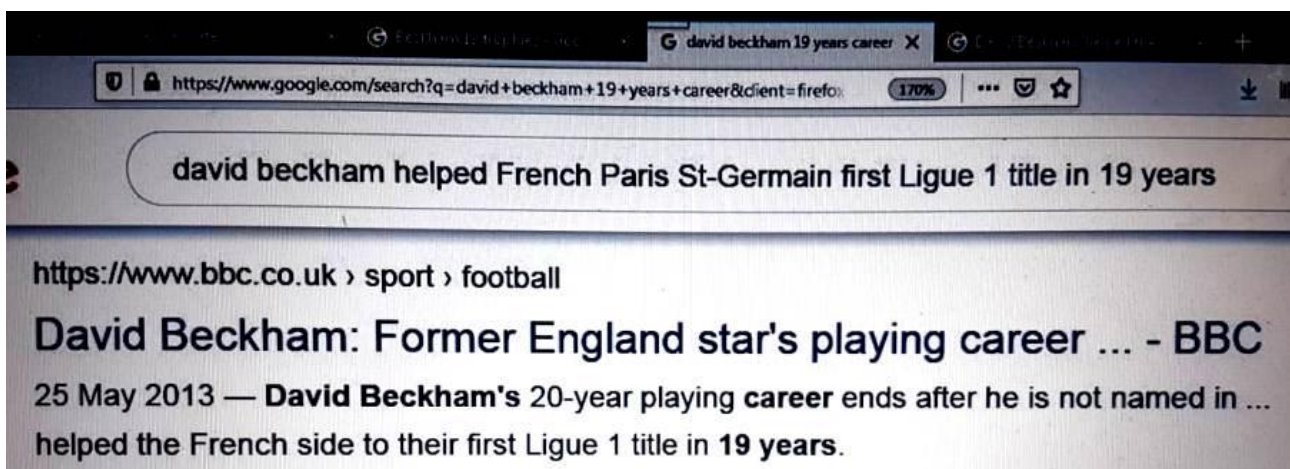 david beckham 19 years career
https://www.google.com/search?q=david+beckham+19+years+career&client=firefox
170%
david beckham helped French Paris St-Germain first Ligue 1 title in 19 years
https://www.bbc.co.uk › sport › football
David Beckham: Former England star's playing career ... - BBC
25 May 2013 — David Beckham's 20-year playing career ends after he is not named in ...
helped the French side to their first Ligue 1 title in 19 years.